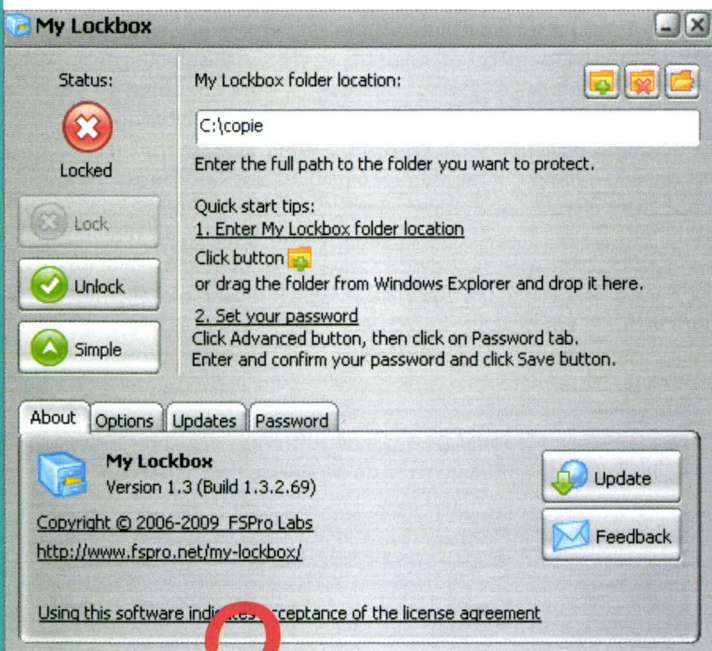 My Lockbox
Status:
My Lockbox folder location:
C:\copie
Locked
Enter the full path to the folder you want to protect.
Lock
Quick start tips:
1. Enter My Lockbox folder location
Click button
Unlock
or drag the folder from Windows Explorer and drop it here.
2. Set your password
Simple
Click Advanced button, then click on Password tab.
Enter and confirm your password and click Save button.
About Options Updates Password
My Lockbox
Version 1.3 (Build 1.3.2.69)
Update
Copyright © 2006-2009 FSPro Labs
Feedback
http://www.fspro.net/my-lockbox/
Using this software indicates acceptance of the license agreement